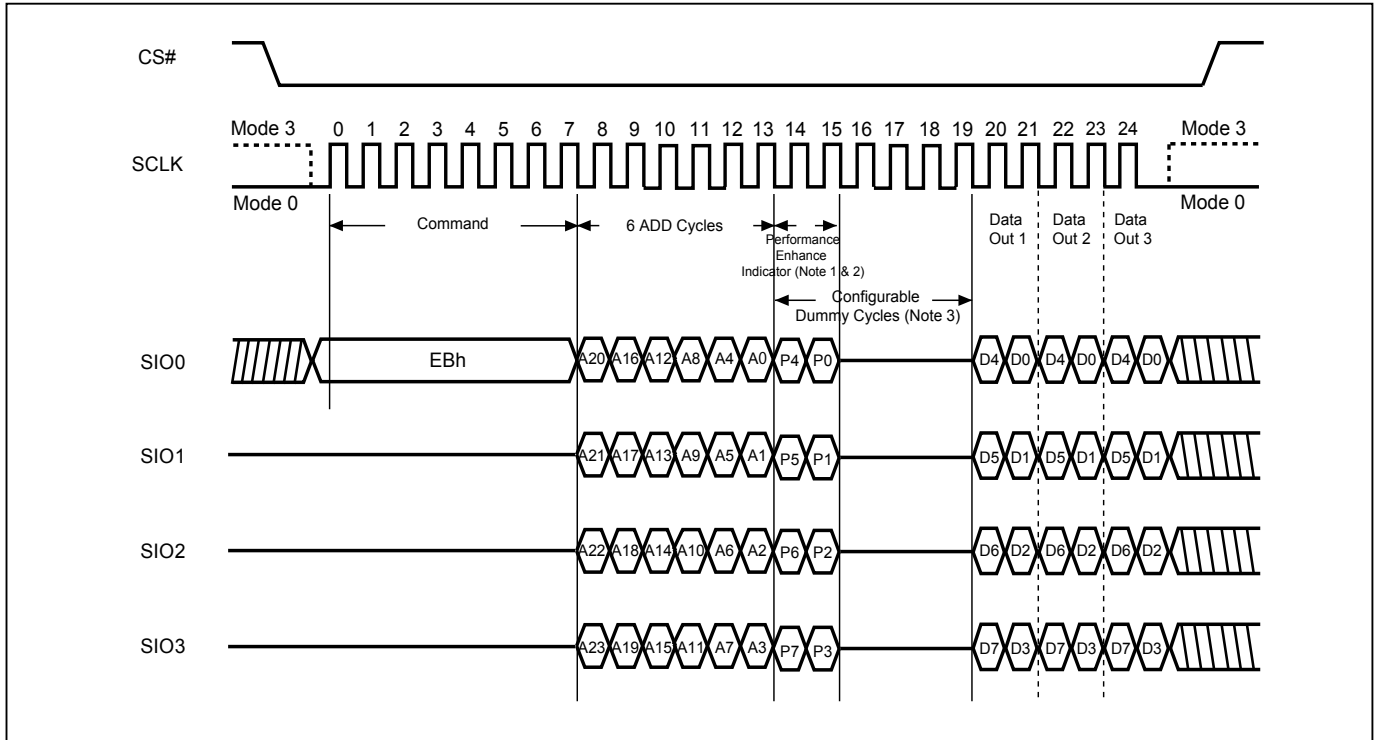 CS#
Mode 3 0 1 2 3 4 5 6 7 8 9 10 11 12 13 14 15 16 17 18 19 20 21 22 23 24 Mode 3
SCLK
Mode 0 Mode 0
Command 6 ADD Cycles Performance Enhance Indicator (Note 1 & 2) Data Out 1 Data Out 2 Data Out 3
Configurable
Dummy Cycles (Note 3)
SIO0 EBh A20 A16 A12 A8 A4 A0 P4 P0 D4 D0 D4 D0 D4 D0
SIO1 A21 A17 A13 A9 A5 A1 P5 P1 D5 D1 D5 D1 D5 D1
SIO2 A22 A18 A14 A10 A6 A2 P6 P2 D6 D2 D6 D2 D6 D2
SIO3 A23 A19 A15 A11 A7 A3 P7 P3 D7 D3 D7 D3 D7 D3